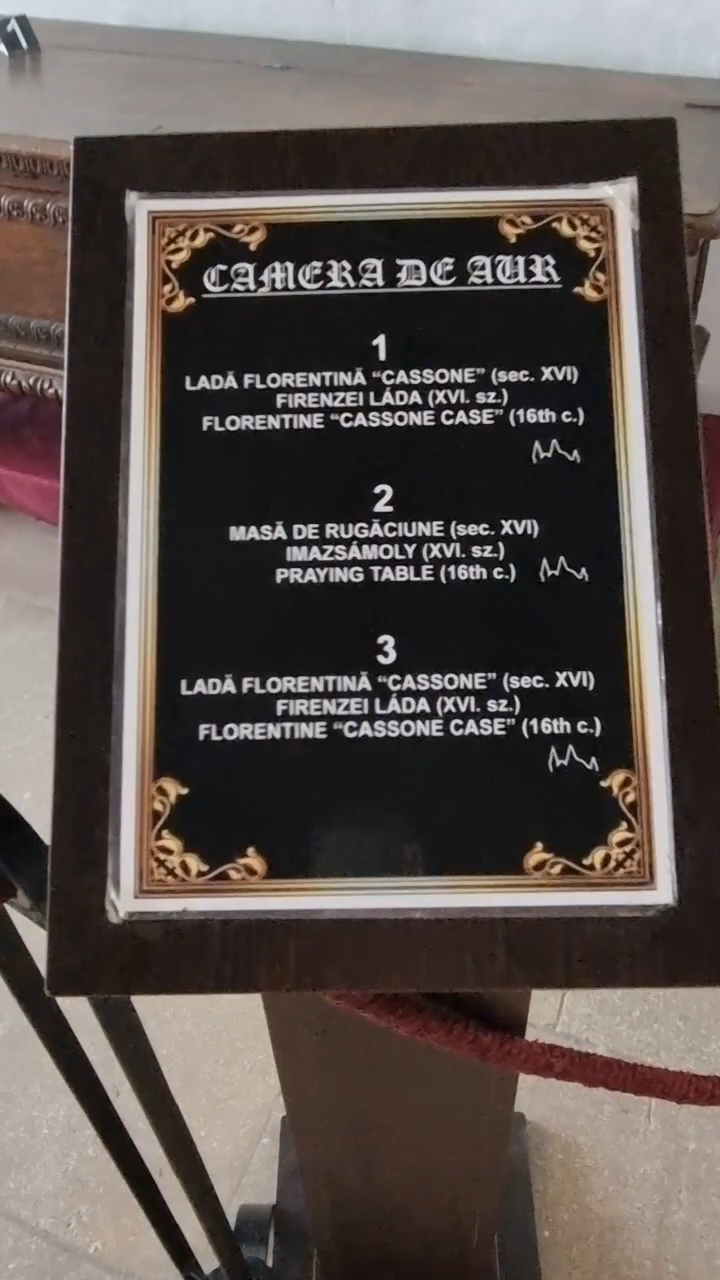 1
CAMERA DE AUR
1
LADĂ FLORENTINĂ “CASSONE” (sec. XVI)
FIRENZEI LÁDA (XVI. sz.)
FLORENTINE “CASSONE CASE” (16th c.)
2
MASĂ DE RUGĂCIUNE (sec. XVI)
IMAZSÁMOLY (XVI. sz.)
PRAYING TABLE (16th c.)
3
LADĂ FLORENTINĂ “CASSONE” (sec. XVI)
FIRENZEI LÁDA (XVI. sz.)
FLORENTINE “CASSONE CASE” (16th c.)